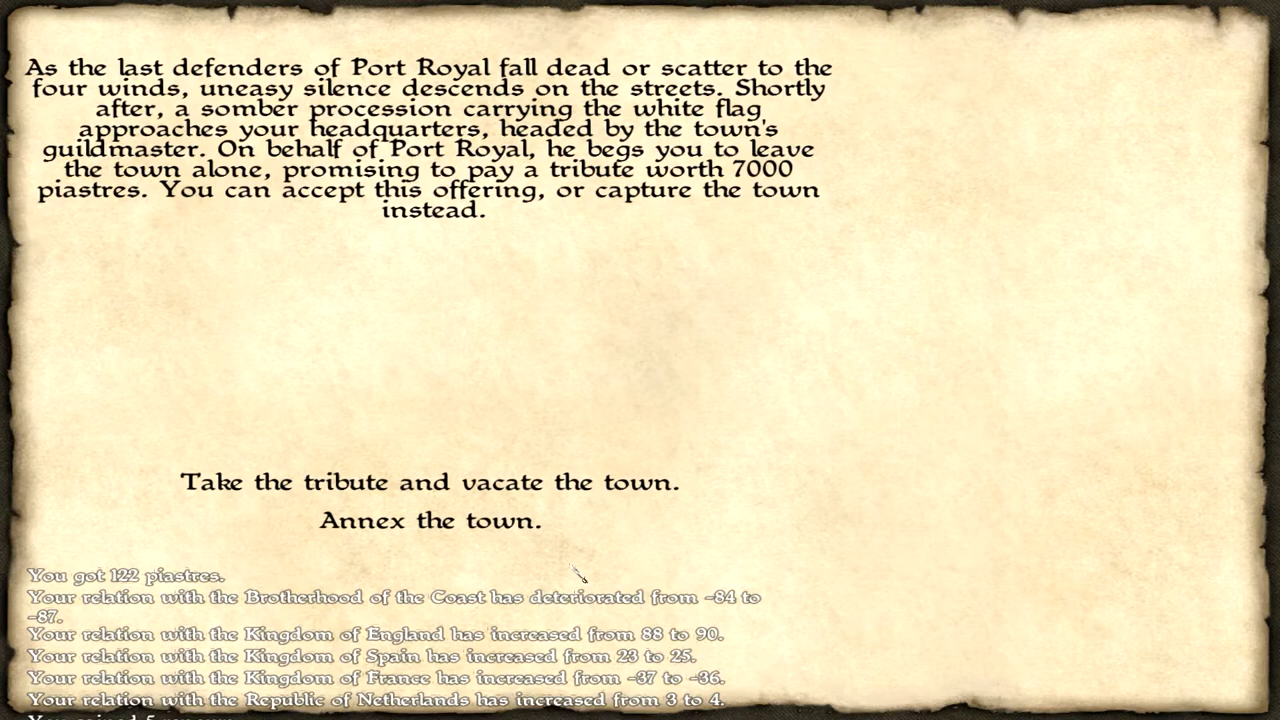 As the last defenders of Port Royal fall dead or scatter to the
four winds, uneasy silence descends on the streets. Shortly
after, a somber procession carrying the white flag
approaches your headquarters, headed by the town's
guildmaster. On behalf of Port Royal, he begs you to leave
the town alone, promising to pay a tribute worth 7000
piastres. You can accept this offering, or capture the town
instead.
Take the tribute and vacate the town.
Annex the town.
You got 122 piastres.
Your relation with the Brotherhood of the Coast has deteriorated from -84 to
-87.
Your relation with the Kingdom of England has increased from 88 to 90.
Your relation with the Kingdom of Spain has increased from 23 to 25.
Your relation with the Kingdom of France has increased from -37 to -36.
Your relation with the Republic of Netherlands has increased from 3 to 4.